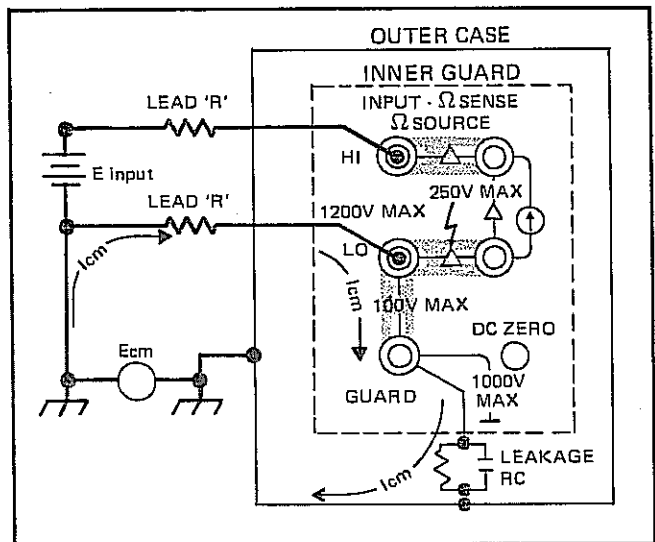 OUTER CASE
INNER GUARD
LEAD 'R'
INPUT - Ω SENSE
Ω SOURCE
HI
E input
250V MAX
LEAD 'R'
1200V MAX
Icm
LO
Icm
100V MAX
Ecm
DC ZERO
1000V
MAX
GUARD
Icm
LEAKAGE
RC